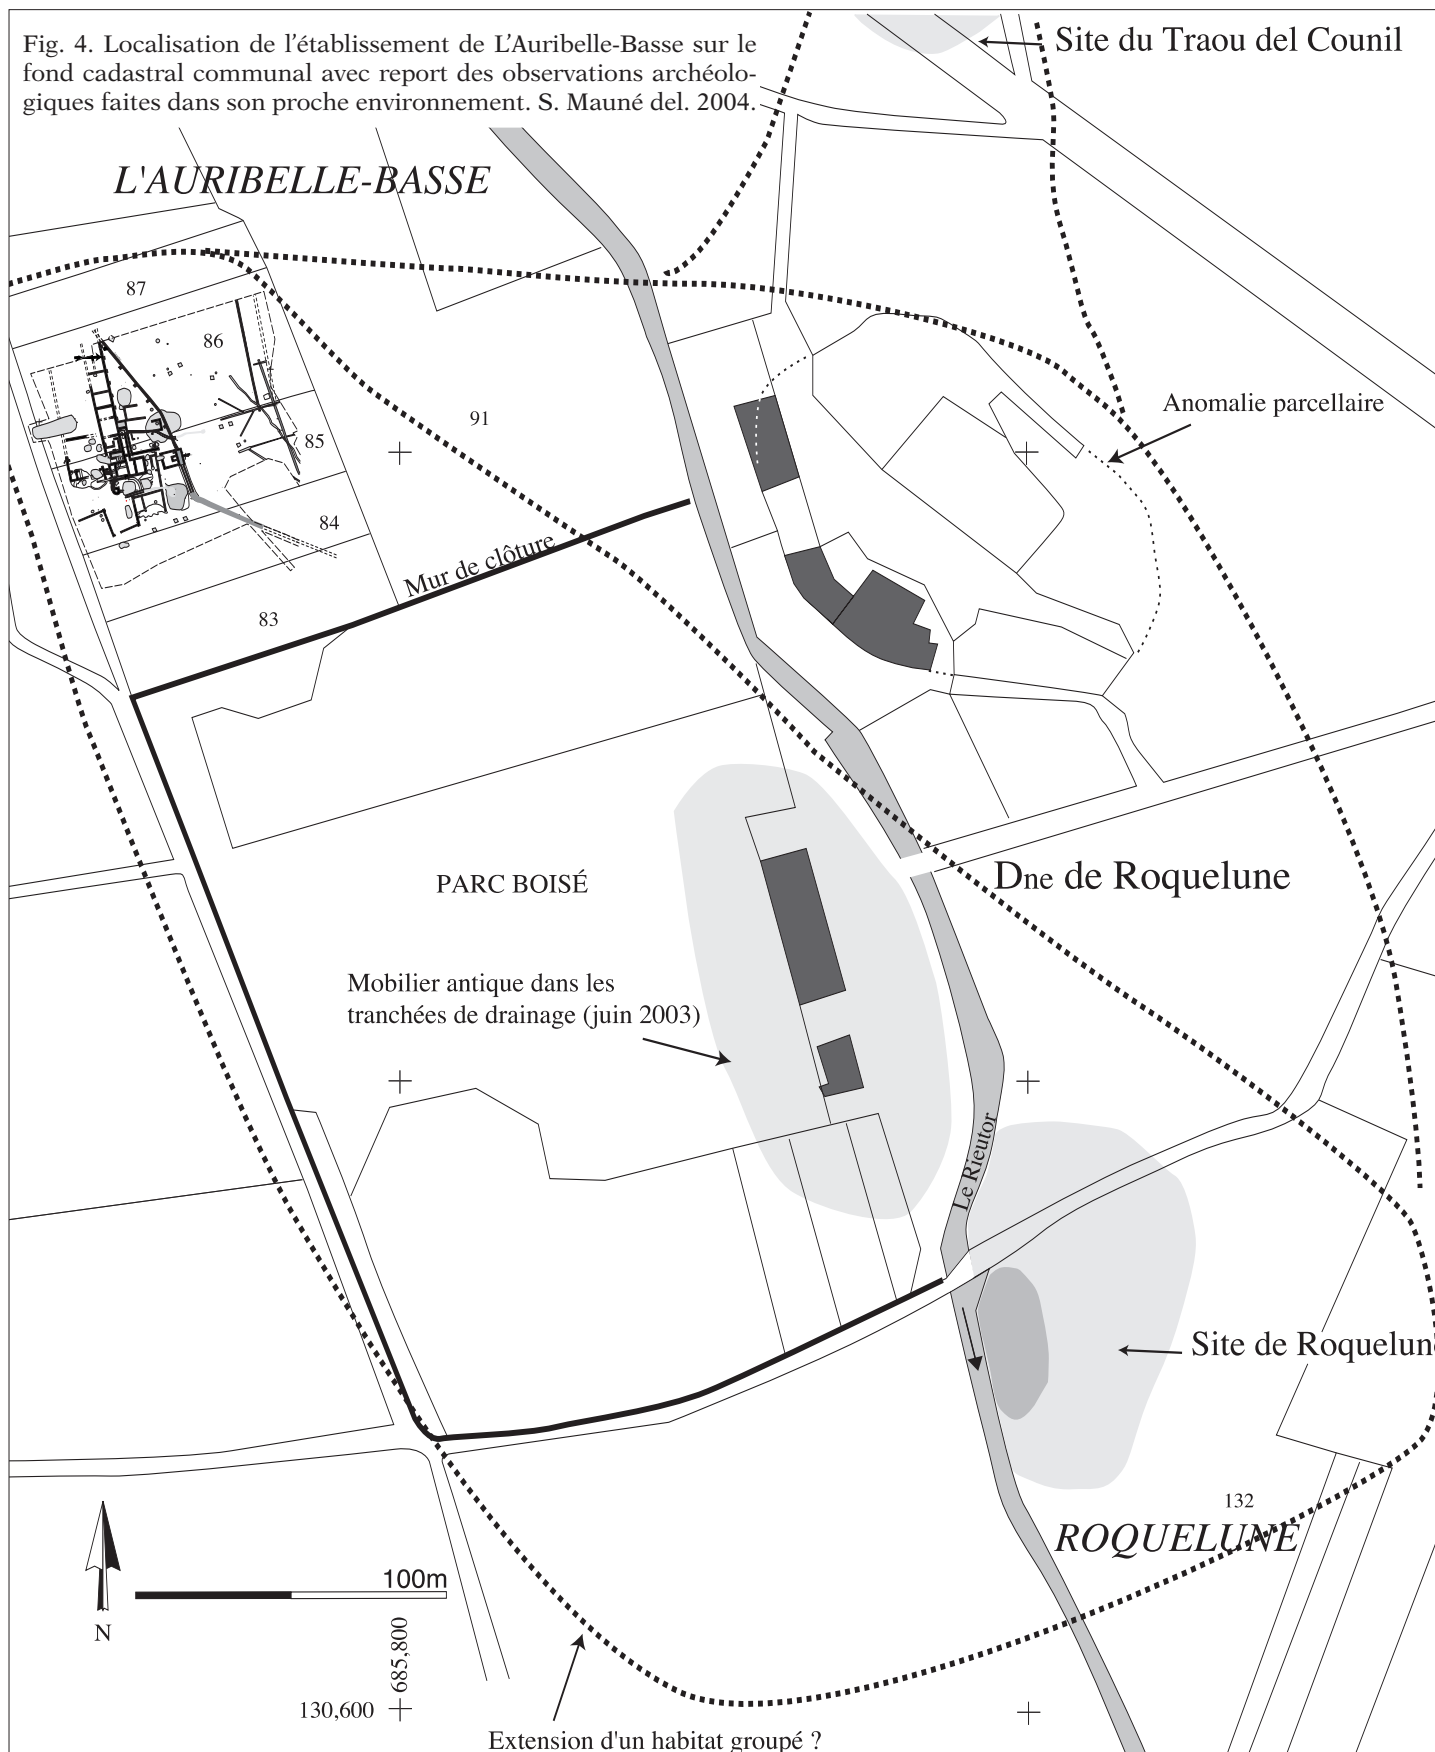 Fig. 4. Localisation de l'établissement de L'Auribelle-Basse sur le
fond cadastral communal avec report des observations archéolo-
giques faites dans son proche environnement. S. Mauné del. 2004.
Site du Traou del Counil
L'AURIBELLE-BASSE
87
86
91
85
84
83
Anomalie parcellaire
Mur de clôture
PARC BOISÉ
Dne de Roquelune
Mobilier antique dans les
tranchées de drainage (juin 2003)
Le Rieutor
Site de Roquelun
132
ROQUELUNE
100m
N
685,800
130,600
Extension d'un habitat groupé ?